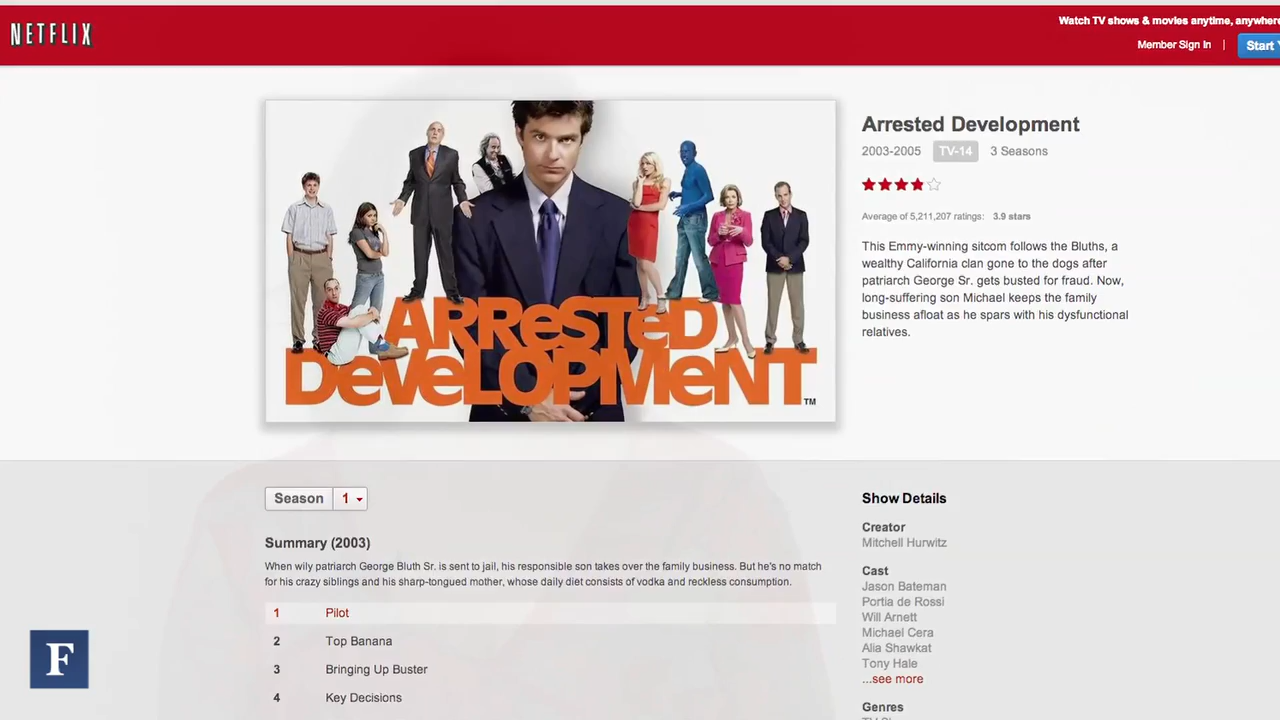 NETFLIX
Watch TV shows & movies anytime, anywhere
Member Sign In | Start
Arrested Development
2003-2005 TV-14 3 Seasons
Average of 5,211,207 ratings: 3.9 stars
This Emmy-winning sitcom follows the Bluths, a
wealthy California clan gone to the dogs after
patriarch George Sr. gets busted for fraud. Now,
long-suffering son Michael keeps the family
business afloat as he spars with his dysfunctional
relatives.
ARReSTeD
DeVeLOPMeNT™
Season 1
Summary (2003)
When wily patriarch George Bluth Sr. is sent to jail, his responsible son takes over the family business. But he's no match
for his crazy siblings and his sharp-tongued mother, whose daily diet consists of vodka and reckless consumption.
1 Pilot
2 Top Banana
3 Bringing Up Buster
4 Key Decisions
Show Details
Creator
Mitchell Hurwitz
Cast
Jason Bateman
Portia de Rossi
Will Arnett
Michael Cera
Alia Shawkat
Tony Hale
...see more
Genres
F